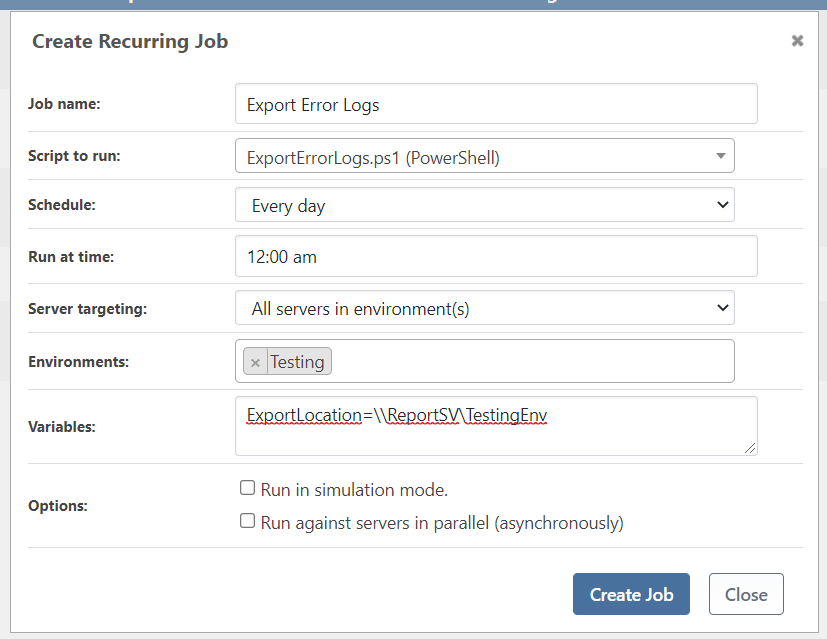 Create Recurring Job
Job name: Export Error Logs
Script to run: ExportErrorLogs.ps1 (PowerShell)
Schedule: Every day
Run at time: 12:00 am
Server targeting: All servers in environment(s)
Environments: × Testing
Variables: ExportLocation=\\ReportSV\TestingEnv
Options: Run in simulation mode.
Run against servers in parallel (asynchronously)
Create Job Close